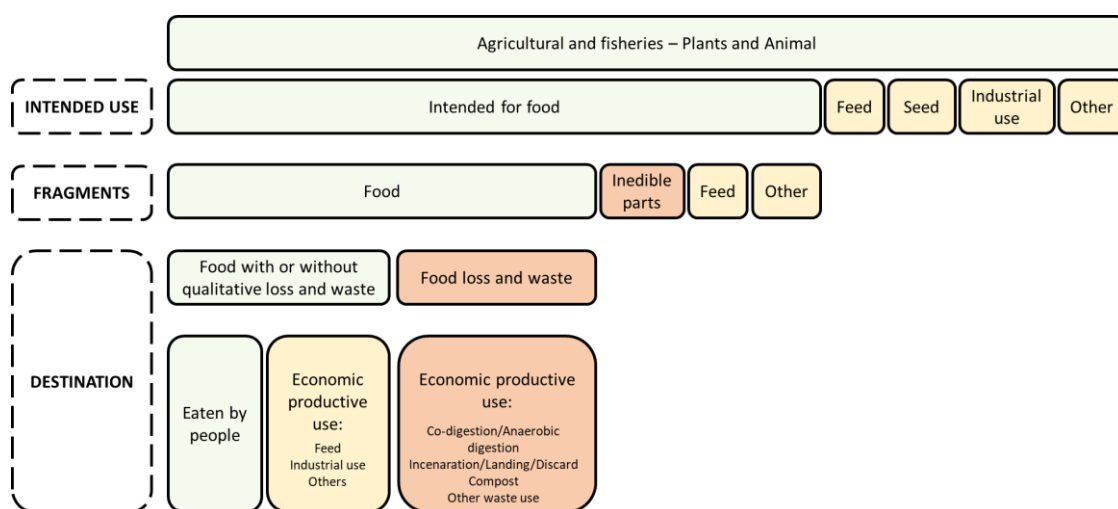 Agricultural and fisheries – Plants and Animal
INTENDED USE
Intended for food
Feed
Seed
Industrial
use
Other
FRAGMENTS
Food
Inedible
parts
Feed
Other
DESTINATION
Food with or without
qualitative loss and waste
Food loss and waste
Eaten by
people
Economic
productive
use:
Feed
Industrial use
Others
Economic productive
use:
Co-digestion/Anaerobic
digestion
Incenaration/Landing/Discard
Compost
Other waste use